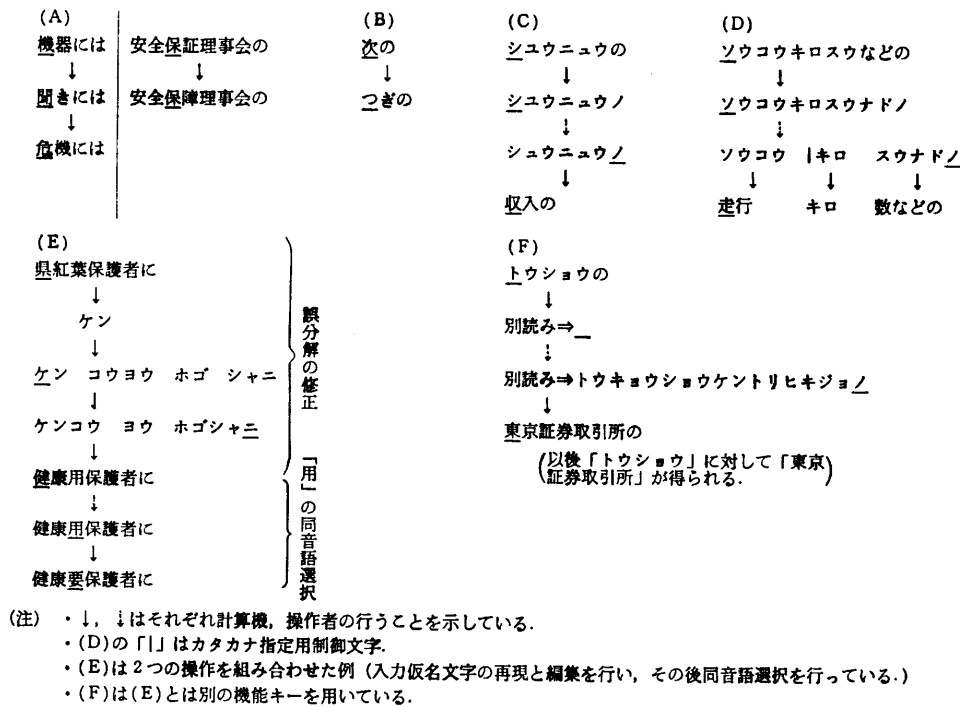 (A)
機器には　安全保証理事会の
↓　↓
聞きには　安全保障理事会の
↓
危機には
(B)
次の
↓
つぎの
(C)
シユウニュウの
↓
シユウニュウノ
↓
シュウニュウノ
↓
収入の
(D)
ソウコウキロスウなどの
↓
ソウコウキロスウナドノ
↓
ソウコウ　|キロ　スウナドノ
↓　↓　↓
走行　キロ　数などの
(E)
県紅葉保護者に
↓
ケン
↓
ケン　コウヨウ　ホゴ　シャニ
↓
ケンコウ　ヨウ　ホゴシャニ
↓
健康用保護者に
↓
健康用保護者に
↓
健康要保護者に
誤分解の修正
「用」の同音語選択
(F)
トウショウの
↓
別読み⇒_
↓
別読み⇒トウキョウショウケントリヒキジョノ
↓
東京証券取引所の
(以後「トウショウ」に対して「東京
証券取引所」が得られる.)
(注)　・↓，⇣はそれぞれ計算機，操作者の行うことを示している.
・(D)の「|」はカタカナ指定用制御文字.
・(E)は2つの操作を組み合わせた例（入力仮名文字の再現と編集を行い，その後同音語選択を行っている.）
・(F)は(E)とは別の機能キーを用いている.